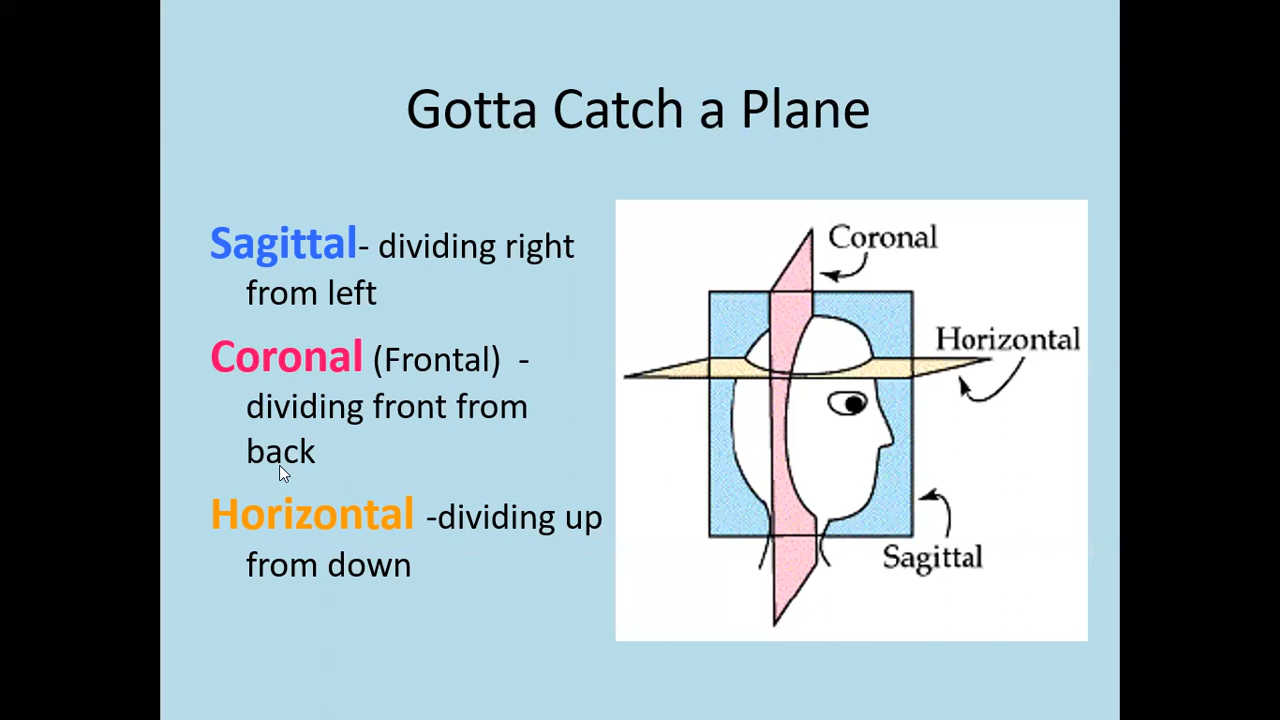 Gotta Catch a Plane
Sagittal- dividing right
from left
Coronal (Frontal) -
dividing front from
back
Horizontal -dividing up
from down
Coronal
Horizontal
Sagittal